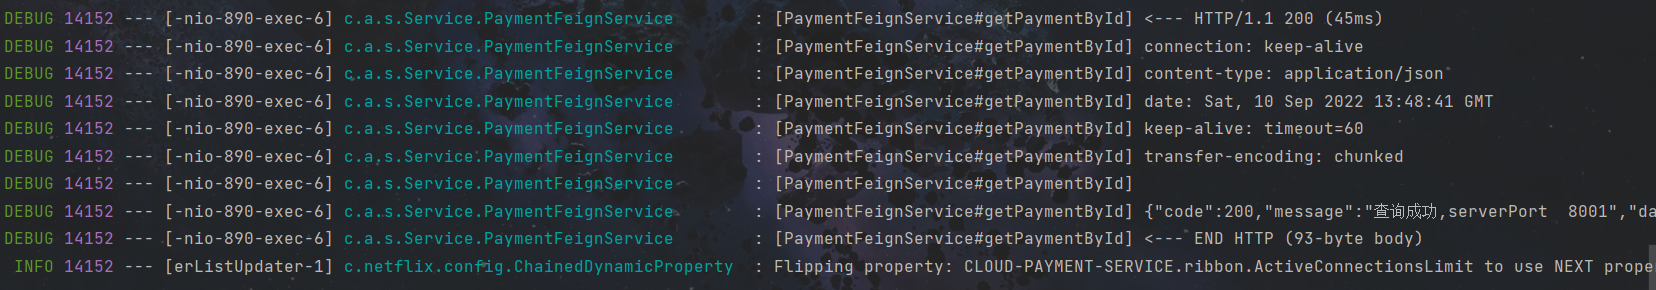 DEBUG 14152 --- [-nio-890-exec-6] c.a.s.Service.PaymentFeignService : [PaymentFeignService#getPaymentById] <--- HTTP/1.1 200 (45ms)
DEBUG 14152 --- [-nio-890-exec-6] c.a.s.Service.PaymentFeignService : [PaymentFeignService#getPaymentById] connection: keep-alive
DEBUG 14152 --- [-nio-890-exec-6] c.a.s.Service.PaymentFeignService : [PaymentFeignService#getPaymentById] content-type: application/json
DEBUG 14152 --- [-nio-890-exec-6] c.a.s.Service.PaymentFeignService : [PaymentFeignService#getPaymentById] date: Sat, 10 Sep 2022 13:48:41 GMT
DEBUG 14152 --- [-nio-890-exec-6] c.a.s.Service.PaymentFeignService : [PaymentFeignService#getPaymentById] keep-alive: timeout=60
DEBUG 14152 --- [-nio-890-exec-6] c.a.s.Service.PaymentFeignService : [PaymentFeignService#getPaymentById] transfer-encoding: chunked
DEBUG 14152 --- [-nio-890-exec-6] c.a.s.Service.PaymentFeignService : [PaymentFeignService#getPaymentById]
DEBUG 14152 --- [-nio-890-exec-6] c.a.s.Service.PaymentFeignService : [PaymentFeignService#getPaymentById] {"code":200,"message":"查询成功,serverPort  8001","da
DEBUG 14152 --- [-nio-890-exec-6] c.a.s.Service.PaymentFeignService : [PaymentFeignService#getPaymentById] <--- END HTTP (93-byte body)
INFO 14152 --- [erListUpdater-1] c.netflix.config.ChainedDynamicProperty : Flipping property: CLOUD-PAYMENT-SERVICE.ribbon.ActiveConnectionsLimit to use NEXT prope